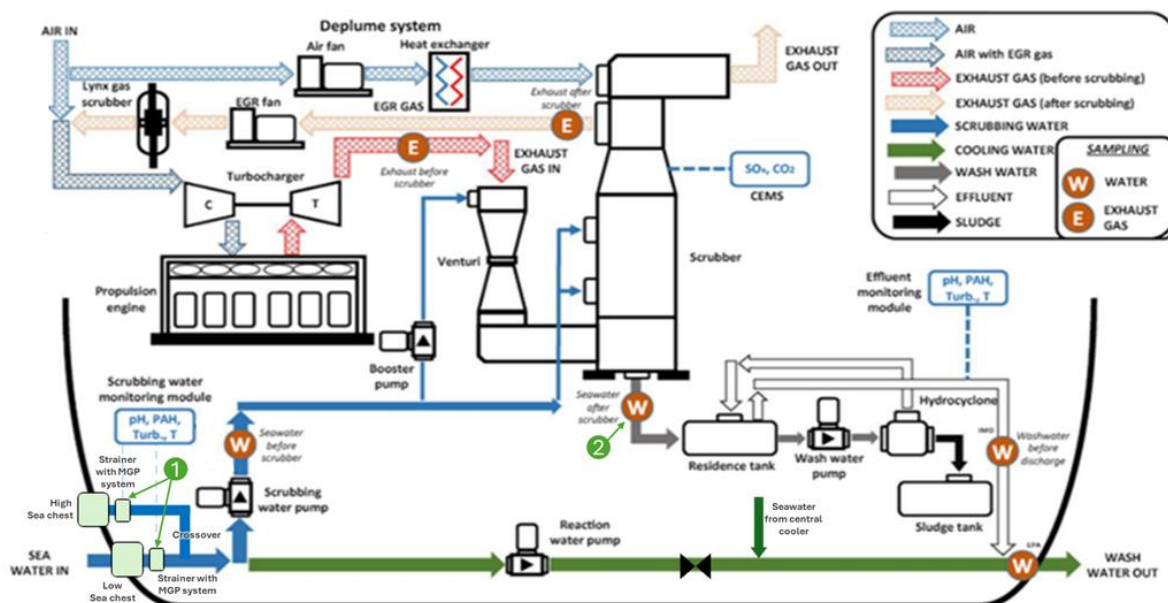 Deplume system
AIR IN
Air fan
Heat exchanger
EXHAUST
GAS OUT
Lynx gas
scrubber
EGR fan
EGR GAS
Exhaust after
scrubber
E
E
Exhaust before
scrubber
EXHAUST
GAS IN
Turbocharger
C
T
SOₓ, CO₂
CEMS
Propulsion
engine
Venturi
Scrubber
Booster
pump
Effluent
monitoring
module
pH, PAH,
Turb., T
Scrubbing water
monitoring module
pH, PAH,
Turb., T
Strainer
with MGP
system
1
W
Seawater
before
scrubber
Seawater
after
scrubber
W
2
Residence tank
Wash water
pump
Hydrocyclone
IMO
W
Washwater
before
discharge
Sludge tank
High
Sea chest
Scrubbing
water pump
Crossover
SEA
WATER IN
Low
Sea chest
Strainer with MGP
system
Reaction
water pump
Seawater
from central
cooler
EPA
W
WASH
WATER OUT
AIR
AIR with EGR gas
EXHAUST GAS (before scrubbing)
EXHAUST GAS (after scrubbing)
SCRUBBING WATER
COOLING WATER
WASH WATER
EFFLUENT
SLUDGE
SAMPLING
W
WATER
E
EXHAUST
GAS